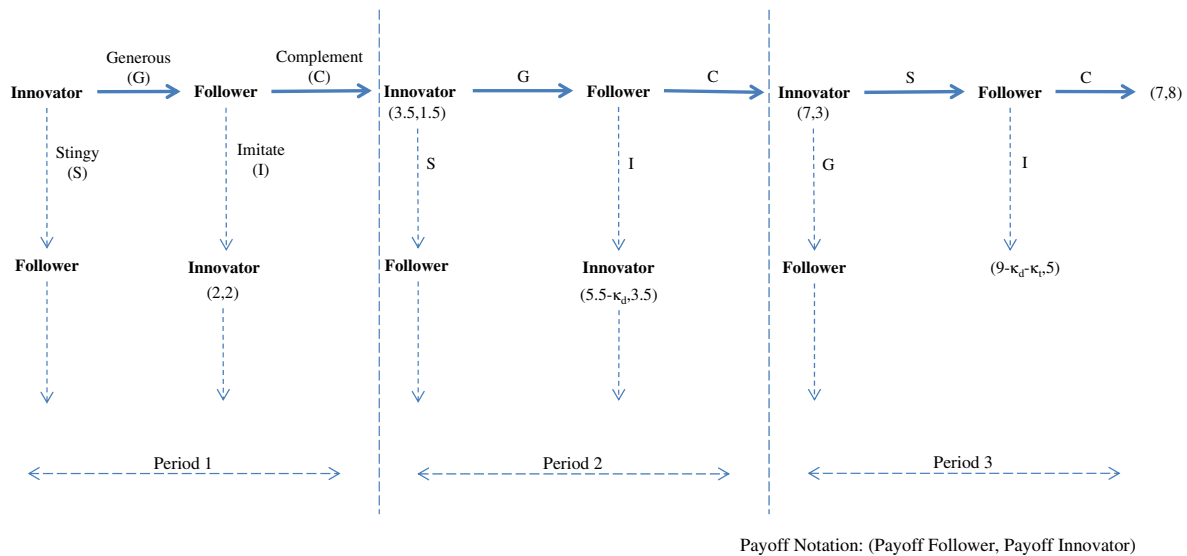 Generous
(G)
Complement
(C)
G
C
S
C
Innovator
Follower
Innovator
(3.5,1.5)
Follower
Innovator
(7,3)
Follower
(7,8)
Stingy
(S)
Imitate
(I)
S
I
G
I
Follower
Innovator
(2,2)
Follower
Innovator
(5.5-κd,3.5)
Follower
(9-κd-κt,5)
Period 1
Period 2
Period 3
Payoff Notation: (Payoff Follower, Payoff Innovator)